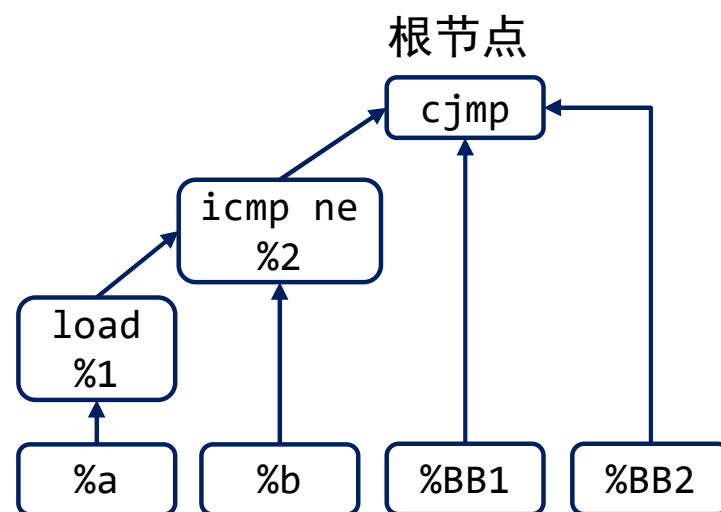 根节点
cjmp
icmp ne
%2
load
%1
%a
%b
%BB1
%BB2